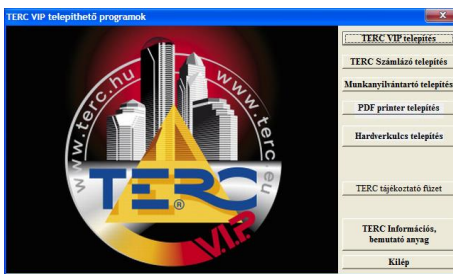 TERC VIP telepíthető programok
www.terc.hu
www.terc.eu
TERC
®
V.I.P.
TERC VIP telepítés
TERC Számlázó telepítés
Munkanyilvántartó telepítés
PDF printer telepítés
Hardverkulcs telepítés
TERC tájékoztató füzet
TERC Információs,
bemutató anyag
Kilép